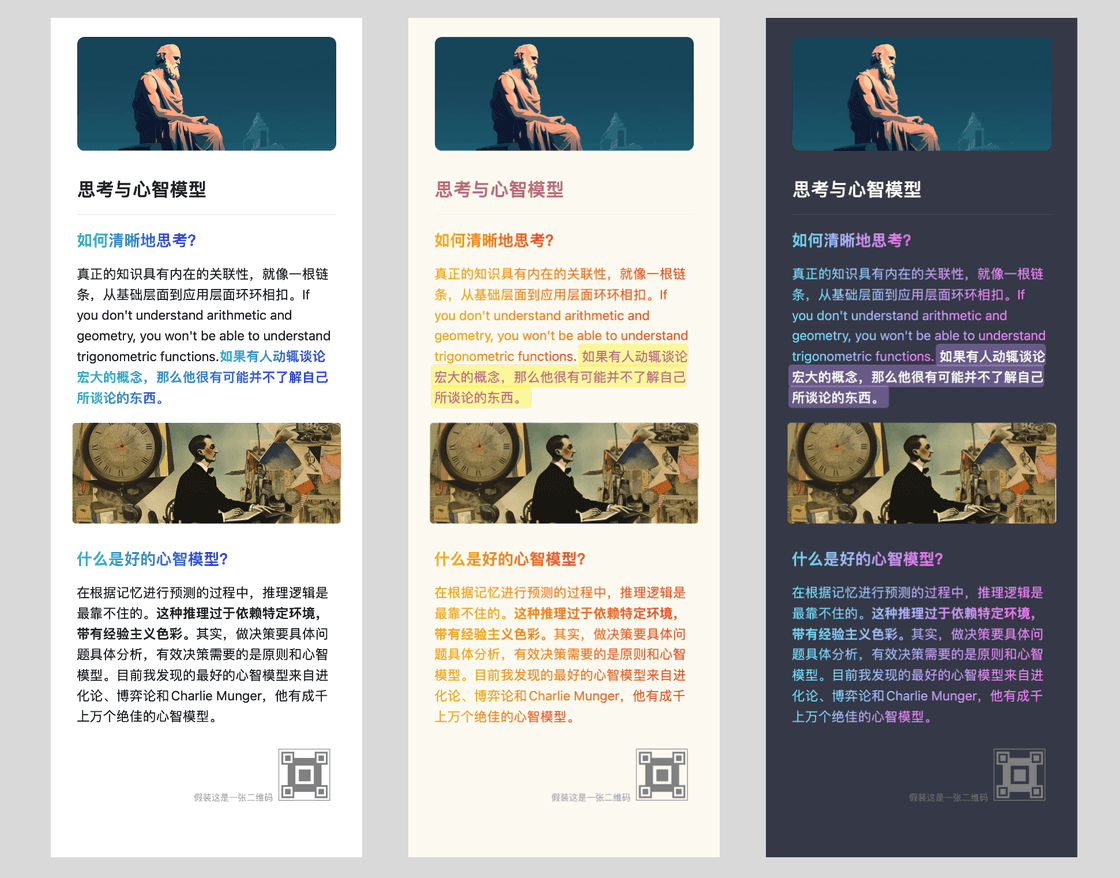 思考与心智模型
如何清晰地思考?
真正的知识具有内在的关联性，就像一根链
条，从基础层面到应用层面环环相扣。If
you don't understand arithmetic and
geometry, you won't be able to understand
trigonometric functions.如果有人动辄谈论
宏大的概念，那么他很有可能并不了解自己
所谈论的东西。
什么是好的心智模型?
在根据记忆进行预测的过程中，推理逻辑是
最靠不住的。这种推理过于依赖特定环境，
带有经验主义色彩。其实，做决策要具体问
题具体分析，有效决策需要的是原则和心智
模型。目前我发现的最好的心智模型来自进
化论、博弈论和Charlie Munger，他有成千
上万个绝佳的心智模型。
假装这是一张二维码
思考与心智模型
如何清晰地思考?
真正的知识具有内在的关联性，就像一根链
条，从基础层面到应用层面环环相扣。If
you don't understand arithmetic and
geometry, you won't be able to understand
trigonometric functions. 如果有人动辄谈论
宏大的概念，那么他很有可能并不了解自己
所谈论的东西。
什么是好的心智模型?
在根据记忆进行预测的过程中，推理逻辑是
最靠不住的。这种推理过于依赖特定环境，
带有经验主义色彩。其实，做决策要具体问
题具体分析，有效决策需要的是原则和心智
模型。目前我发现的最好的心智模型来自进
化论、博弈论和Charlie Munger，他有成千
上万个绝佳的心智模型。
假装这是一张二维码
思考与心智模型
如何清晰地思考?
真正的知识具有内在的关联性，就像一根链
条，从基础层面到应用层面环环相扣。If
you don't understand arithmetic and
geometry, you won't be able to understand
trigonometric functions. 如果有人动辄谈论
宏大的概念，那么他很有可能并不了解自己
所谈论的东西。
什么是好的心智模型?
在根据记忆进行预测的过程中，推理逻辑是
最靠不住的。这种推理过于依赖特定环境，
带有经验主义色彩。其实，做决策要具体问
题具体分析，有效决策需要的是原则和心智
模型。目前我发现的最好的心智模型来自进
化论、博弈论和Charlie Munger，他有成千
上万个绝佳的心智模型。
假装这是一张二维码